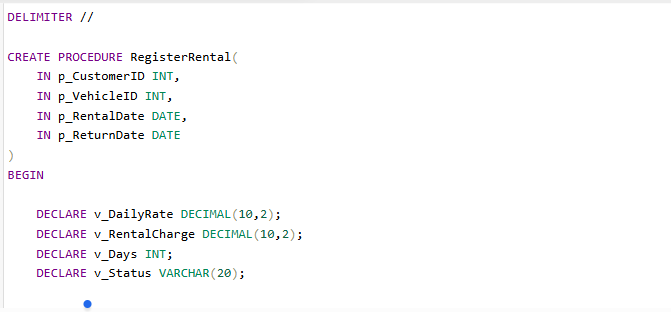 DELIMITER //
CREATE PROCEDURE RegisterRental(
IN p_CustomerID INT,
IN p_VehicleID INT,
IN p_RentalDate DATE,
IN p_ReturnDate DATE
)
BEGIN
DECLARE v_DailyRate DECIMAL(10,2);
DECLARE v_RentalCharge DECIMAL(10,2);
DECLARE v_Days INT;
DECLARE v_Status VARCHAR(20);